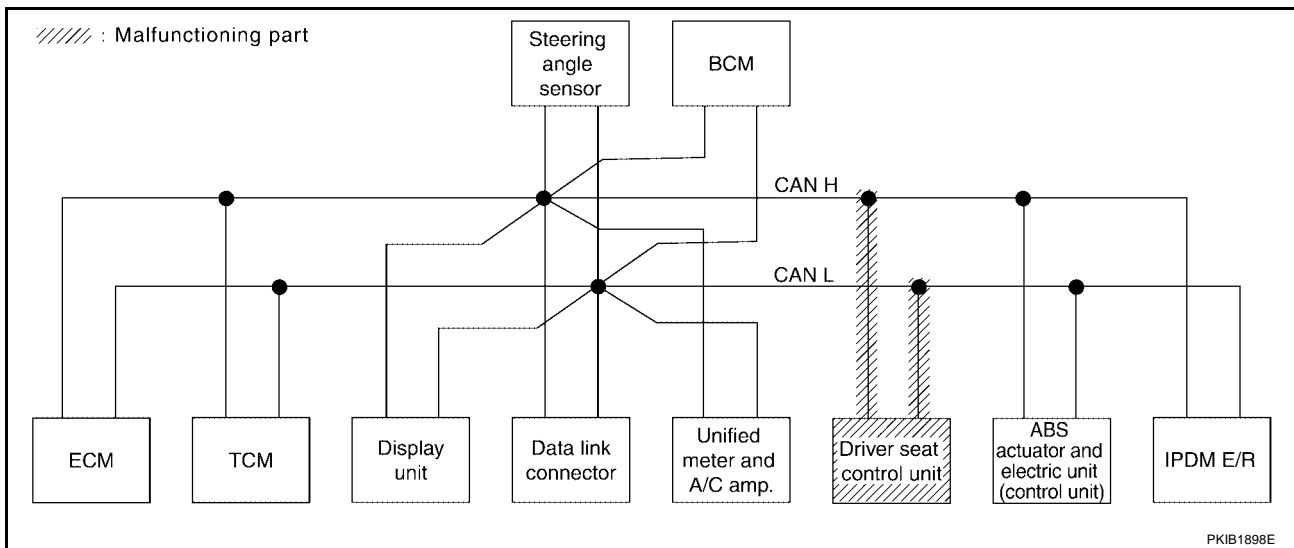 : Malfunctioning part
Steering
angle
sensor
BCM
CAN H
CAN L
ECM
TCM
Display
unit
Data link
connector
Unified
meter and
A/C amp.
Driver seat
control unit
ABS
actuator and
electric unit
(control unit)
IPDM E/R
PKIB1898E